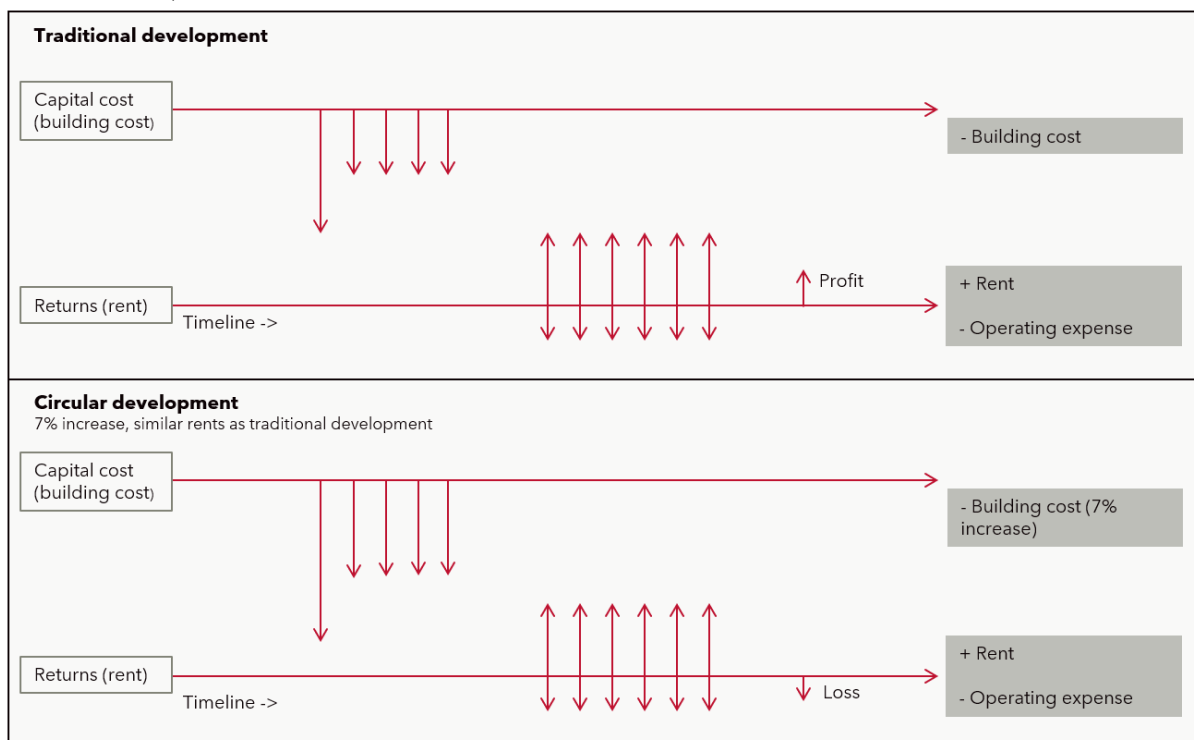 Traditional development
Capital cost
(building cost)
- Building cost
Profit
Returns (rent)
Timeline ->
+ Rent
- Operating expense
Circular development
7% increase, similar rents as traditional development
Capital cost
(building cost)
- Building cost (7%
increase)
Returns (rent)
Timeline ->
Loss
+ Rent
- Operating expense